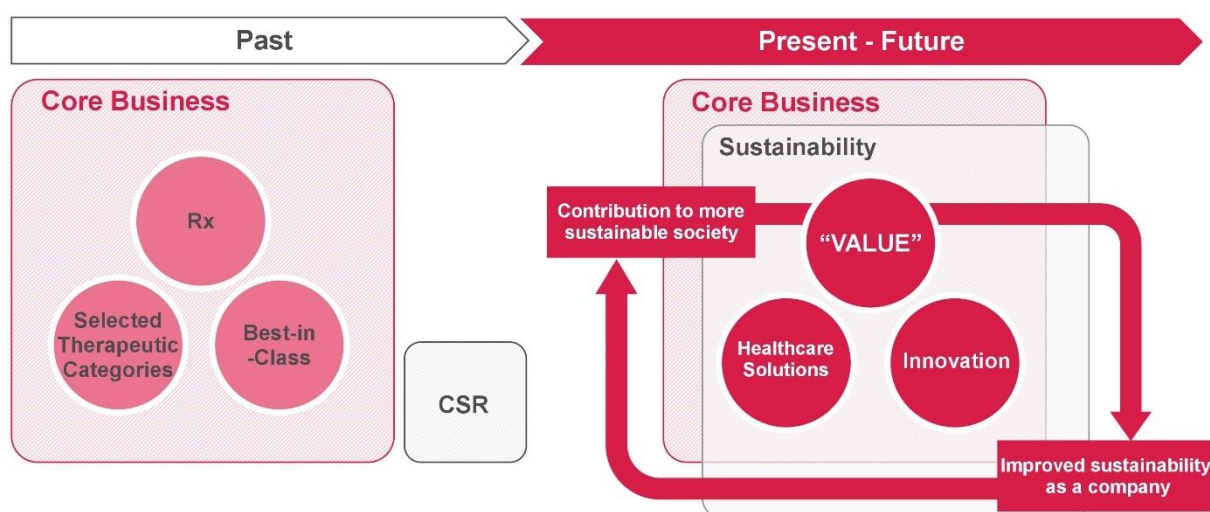 Past
Present - Future
Core Business
Rx
Selected
Therapeutic
Categories
Best-in
-Class
CSR
Core Business
Sustainability
Contribution to more
sustainable society
“VALUE”
Healthcare
Solutions
Innovation
Improved sustainability
as a company